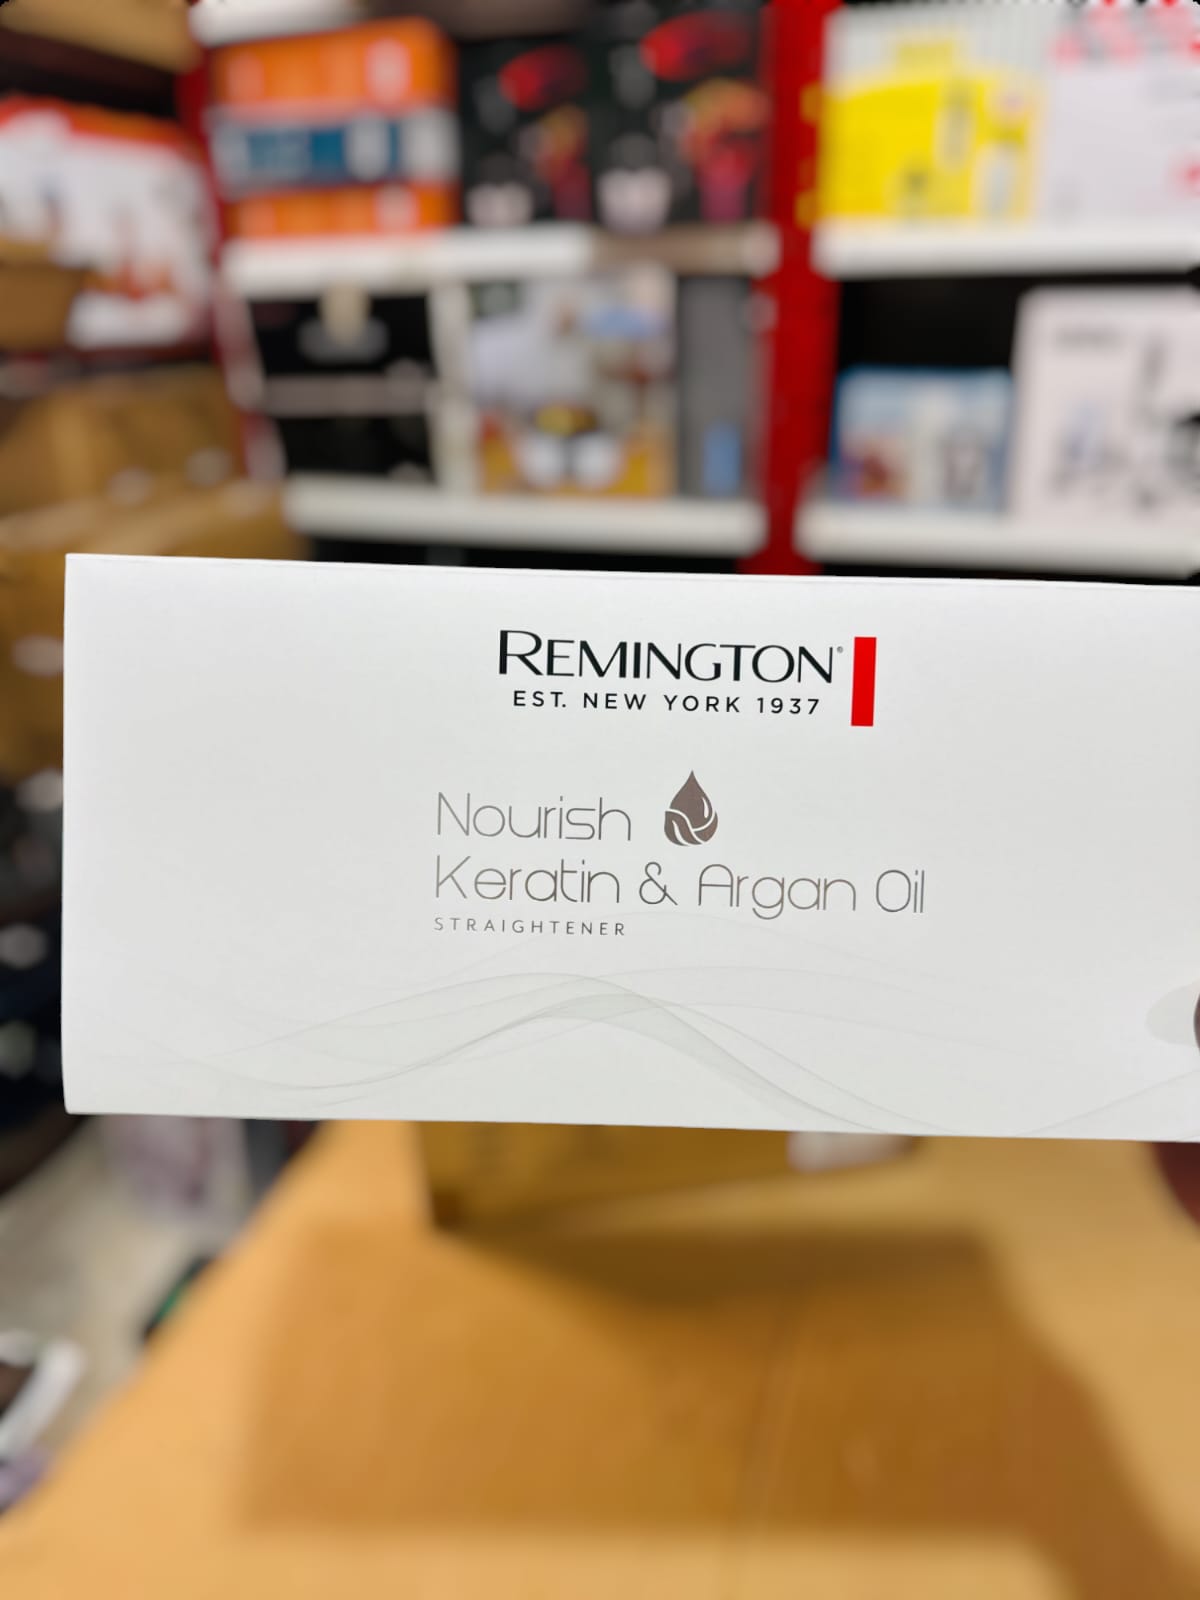 REMINGTON®
EST. NEW YORK 1937
Nourish
Keratin & Argan Oil
STRAIGHTENER